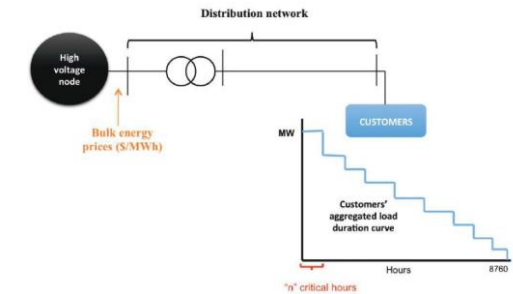 Distribution network
High
voltage
node
Bulk energy
prices ($/MWh)
CUSTOMERS
MW
Customers'
aggregated load
duration curve
Hours
8760
"n" critical hours